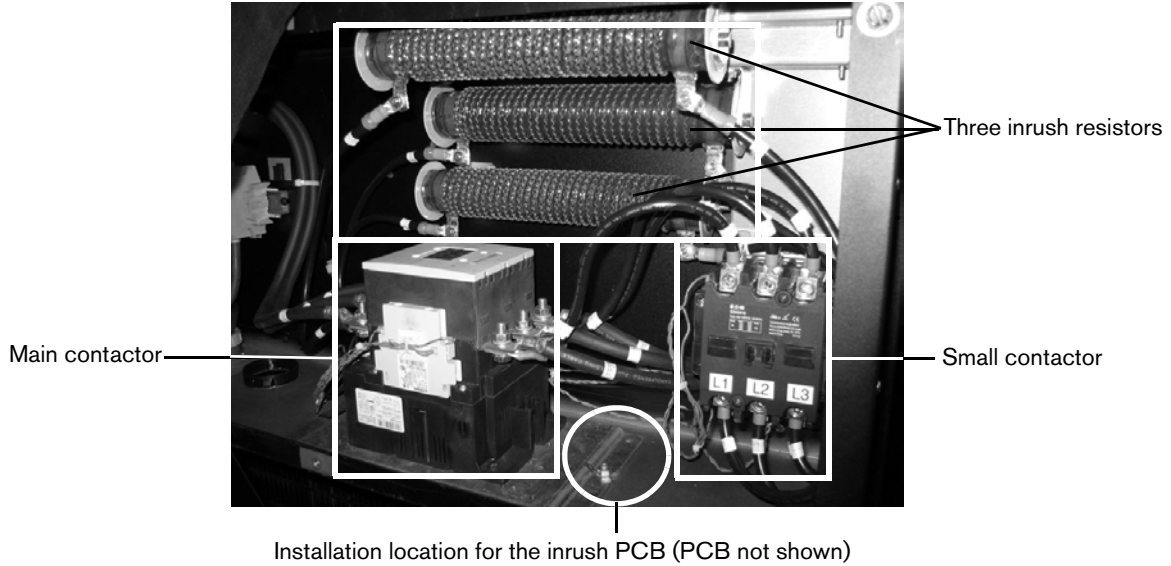 Three inrush resistors
Main contactor
Small contactor
L1 L2 L3
Installation location for the inrush PCB (PCB not shown)